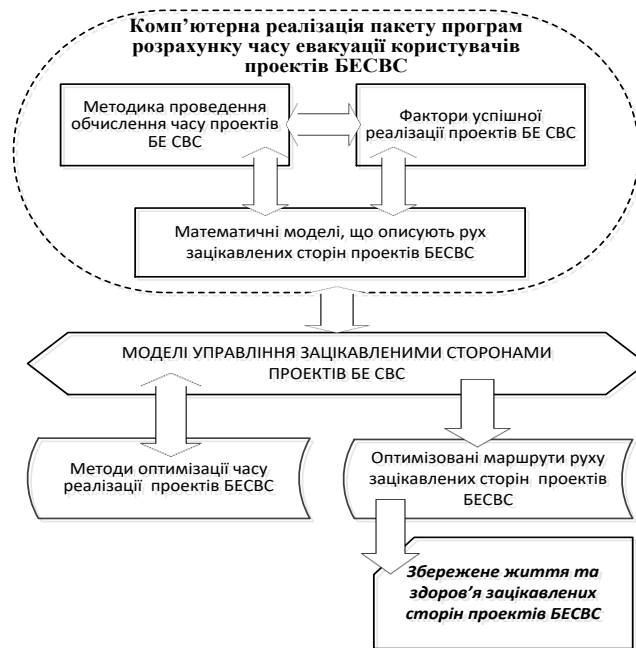 Комп’ютерна реалізація пакету програм
розрахунку часу евакуації користувачів
проектів БЕСВС
Методика проведення
обчислення часу проектів
БЕ СВС
Фактори успішної
реалізації проектів БЕ СВС
Математичні моделі, що описують рух
зацікавлених сторін проектів БЕСВС
МОДЕЛІ УПРАВЛІННЯ ЗАЦІКАВЛЕНИМИ СТОРОНАМИ
ПРОЕКТІВ БЕ СВС
Методи оптимізації часу
реалізації проектів БЕСВС
Оптимізовані маршрути руху
зацікавлених сторін проектів
БЕСВС
Збережене життя та
здоров’я зацікавлених
сторін проектів БЕСВС